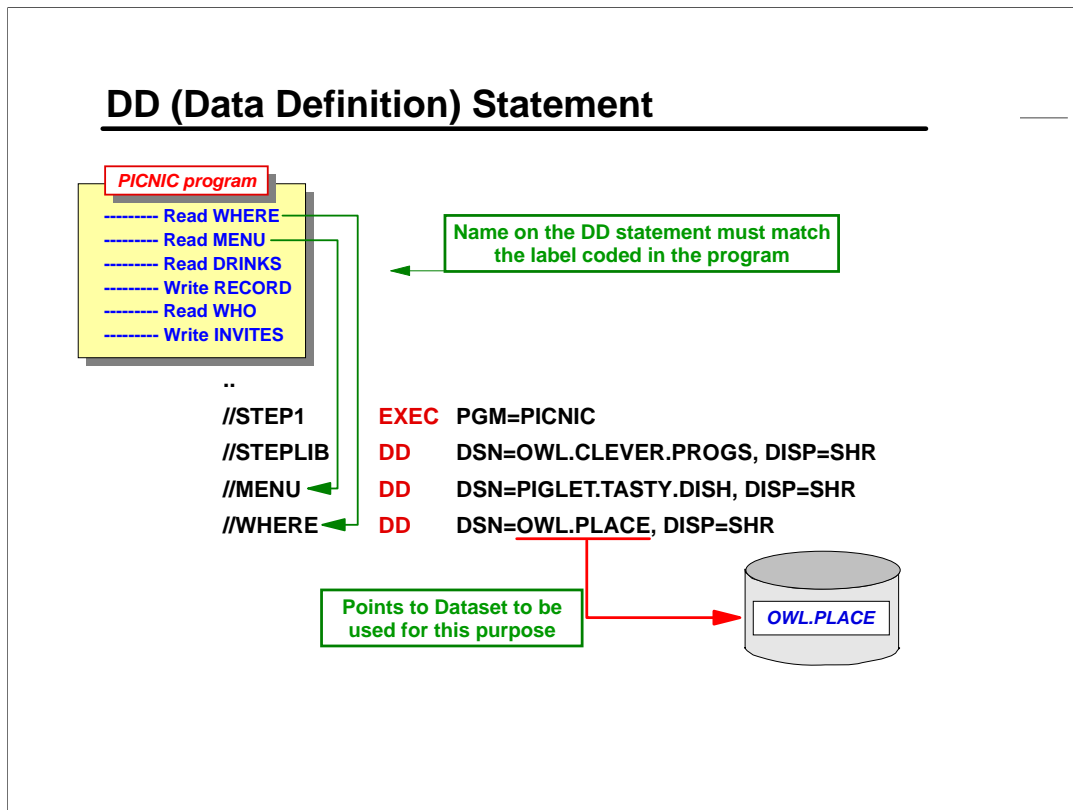 DD (Data Definition) Statement
PICNIC program
--------- Read WHERE
--------- Read MENU
--------- Read DRINKS
--------- Write RECORD
--------- Read WHO
--------- Write INVITES
Name on the DD statement must match
the label coded in the program
..
//STEP1 EXEC PGM=PICNIC
//STEPLIB DD DSN=OWL.CLEVER.PROGS, DISP=SHR
//MENU DD DSN=PIGLET.TASTY.DISH, DISP=SHR
//WHERE DD DSN=OWL.PLACE, DISP=SHR
Points to Dataset to be
used for this purpose
OWL.PLACE